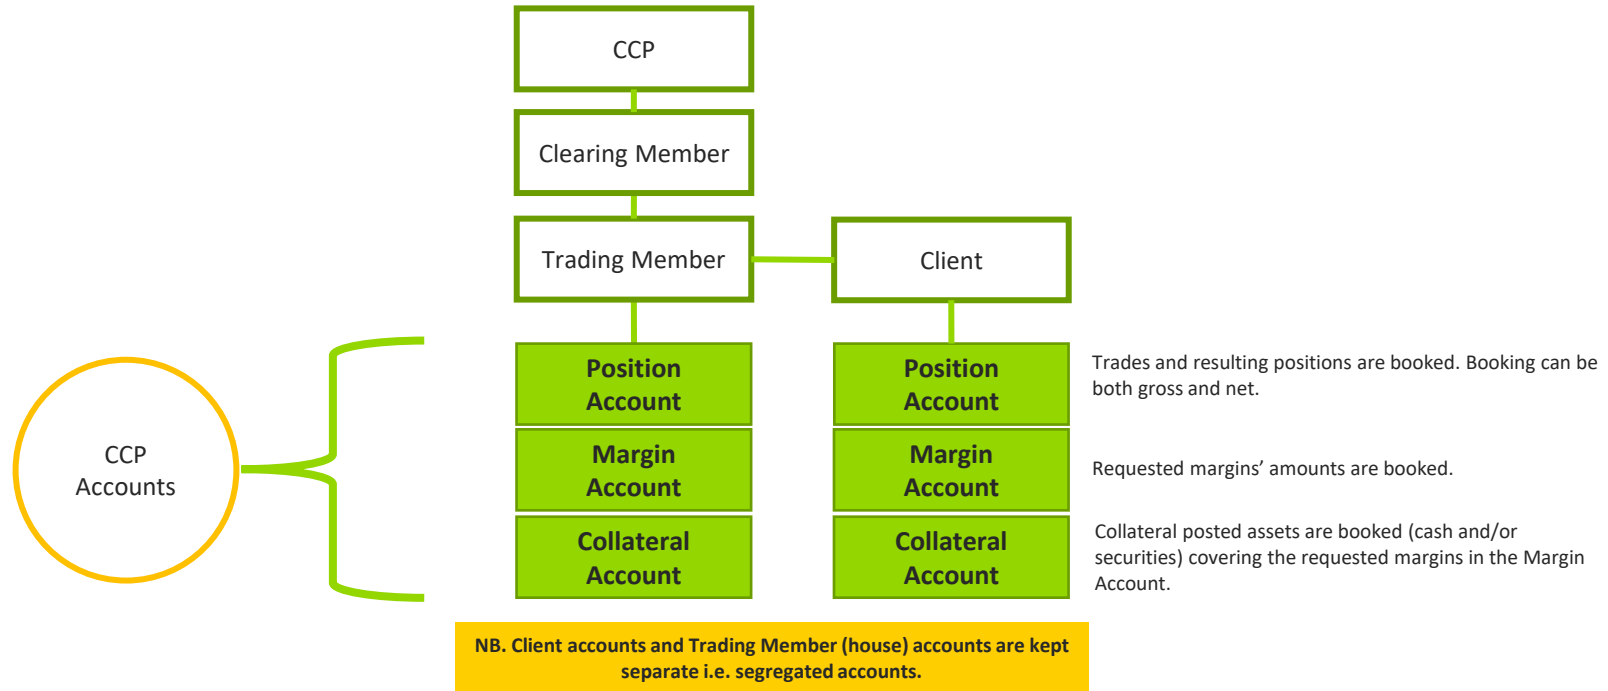 CCP
Clearing Member
Trading Member
Client
CCP
Accounts
Position
Account
Position
Account
Trades and resulting positions are booked. Booking can be
both gross and net.
Margin
Account
Margin
Account
Requested margins’ amounts are booked.
Collateral
Account
Collateral
Account
Collateral posted assets are booked (cash and/or
securities) covering the requested margins in the Margin
Account.
NB. Client accounts and Trading Member (house) accounts are kept
separate i.e. segregated accounts.